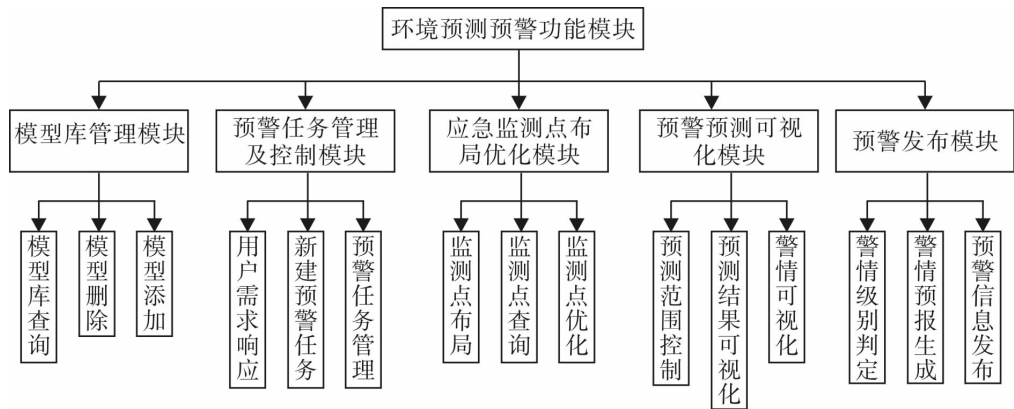 环境预测预警功能模块
模型库管理模块
预警任务管理
及控制模块
应急监测点布
局优化模块
预警预测可视
化模块
预警发布模块
模型库查询
模型删除
模型添加
用户需求响应
新建预警任务
预警任务管理
监测点布局
监测点查询
监测点优化
预测范围控制
预测结果可视化
警情可视化
警情级别判定
警情预报生成
预警信息发布